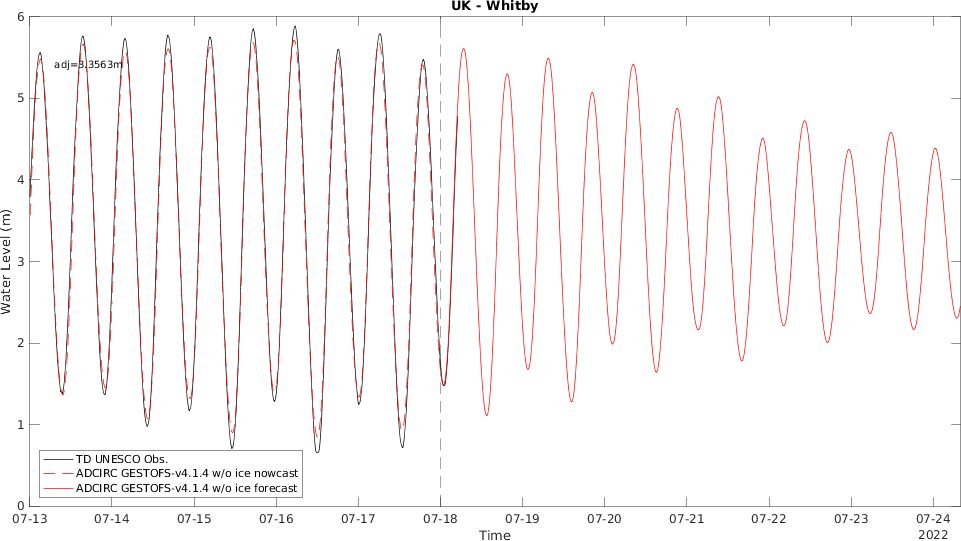 UK - Whitby
adj=3.3563m
Water Level (m)
6
5
4
3
2
1
0
TD UNESCO Obs.
ADCIRC GESTOFS-v4.1.4 w/o ice nowcast
ADCIRC GESTOFS-v4.1.4 w/o ice forecast
07-13 07-14 07-15 07-16 07-17 07-18 07-19 07-20 07-21 07-22 07-23 07-24
Time
2022